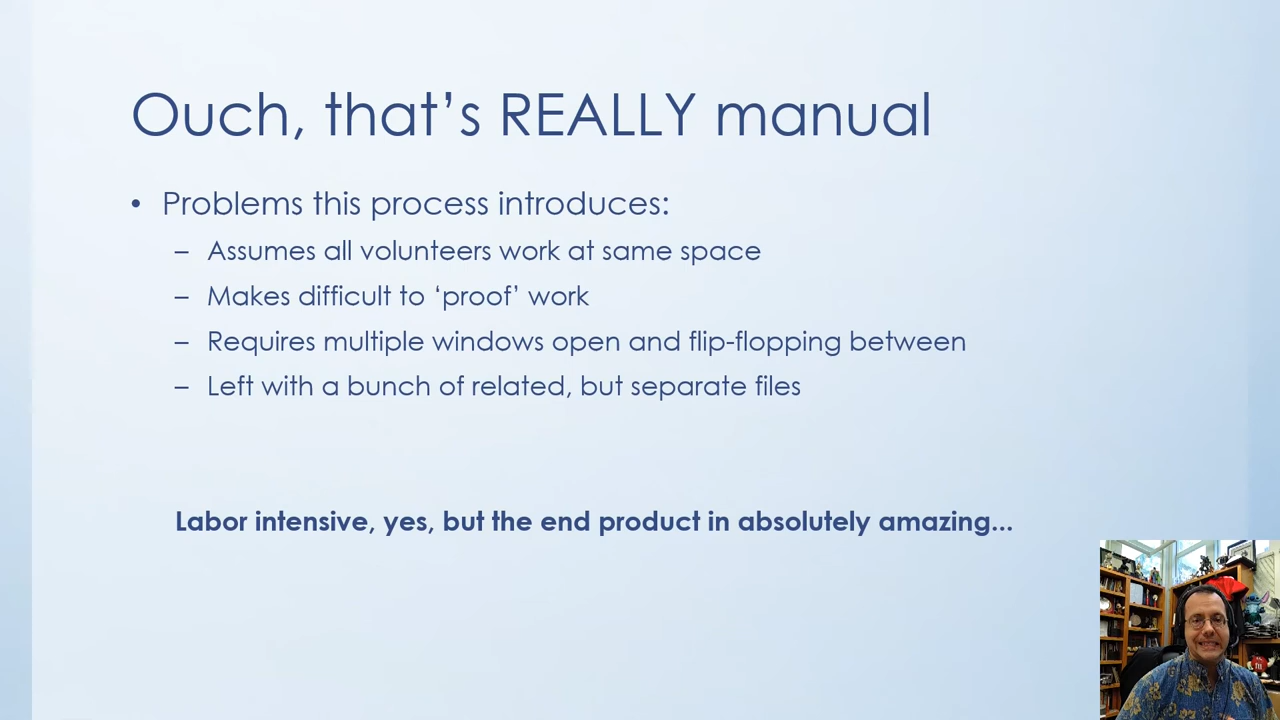 Ouch, that’s REALLY manual
• Problems this process introduces:
– Assumes all volunteers work at same space
– Makes difficult to ‘proof’ work
– Requires multiple windows open and flip-flopping between
– Left with a bunch of related, but separate files
Labor intensive, yes, but the end product in absolutely amazing...